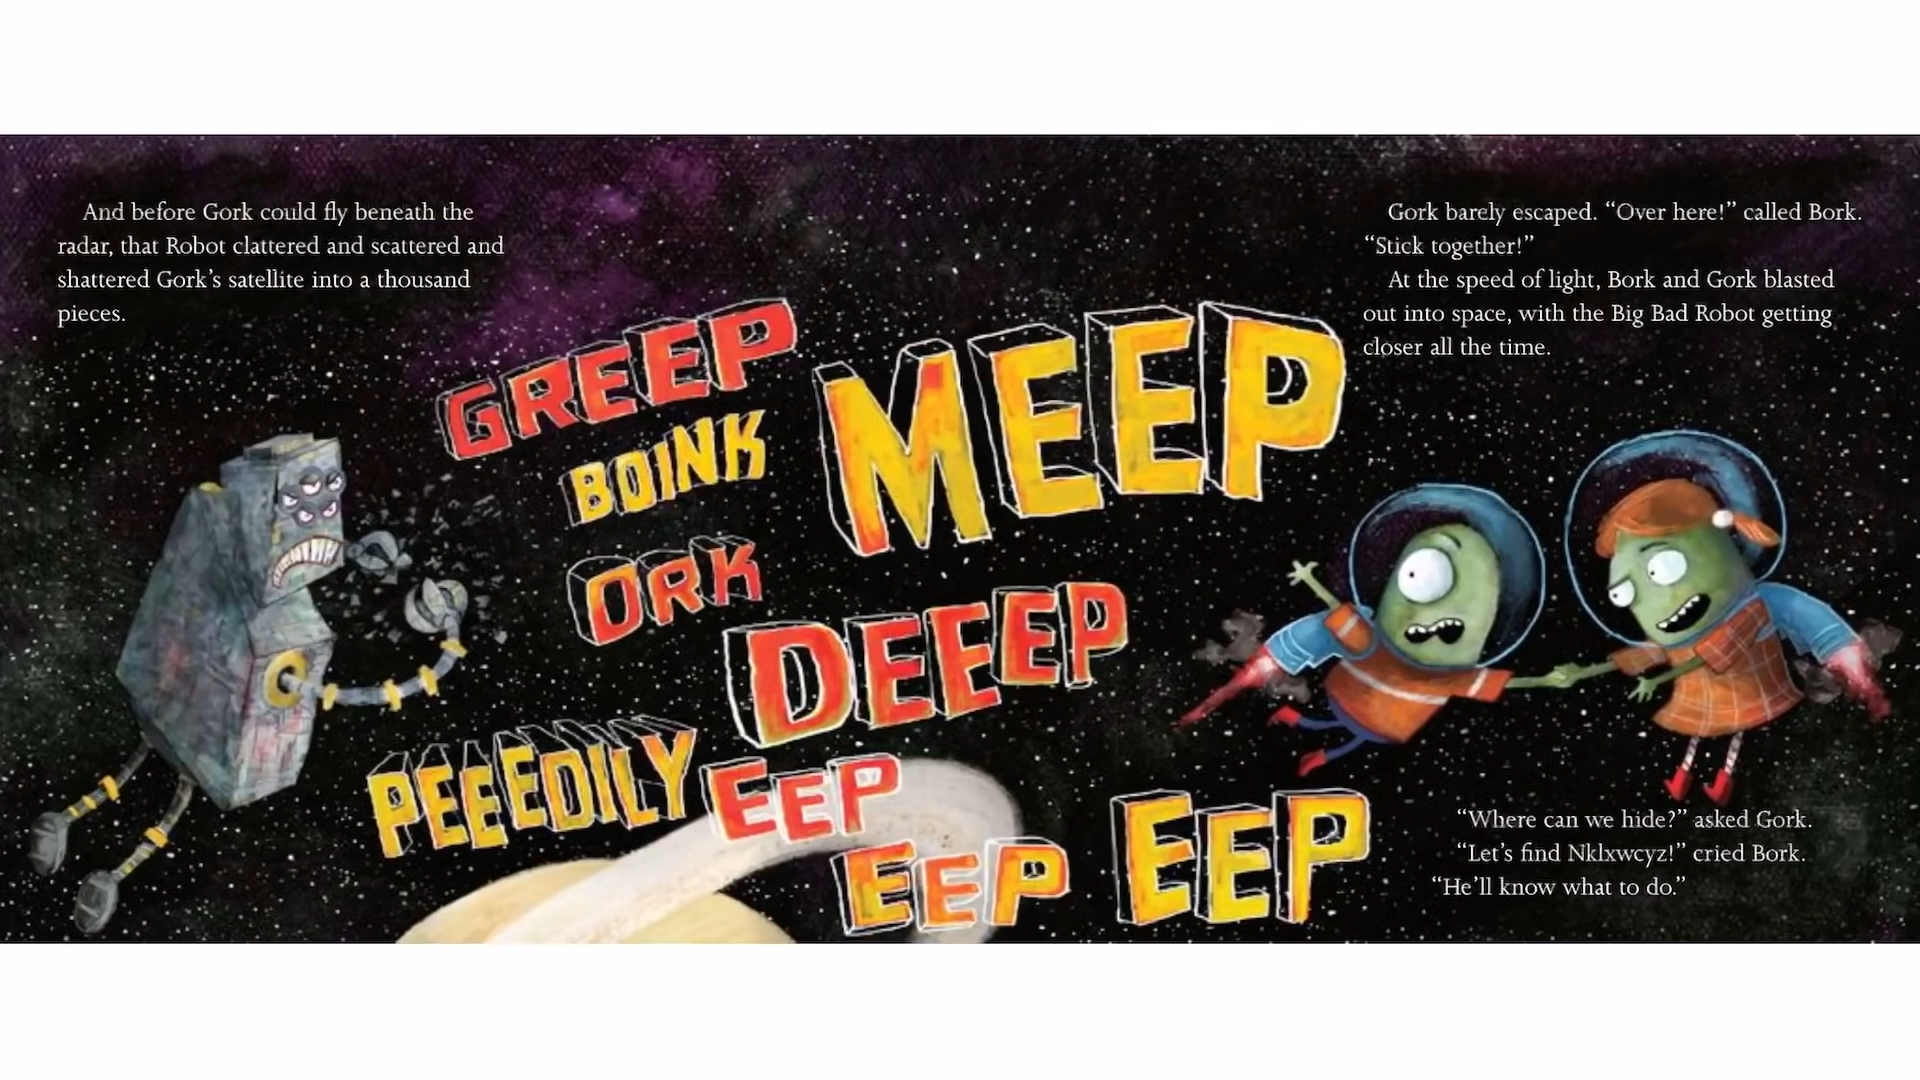 And before Gork could fly beneath the
radar, that Robot clattered and scattered and
shattered Gork’s satellite into a thousand
pieces.
GREEP
BOINK
ORK
MEEP
DEEEP
PEEEDILY
EEP
EEP
EEP
Gork barely escaped. “Over here!” called Bork.
“Stick together!”
At the speed of light, Bork and Gork blasted
out into space, with the Big Bad Robot getting
closer all the time.
“Where can we hide?” asked Gork.
“Let’s find Nklxwcyz!” cried Bork.
“He’ll know what to do.”